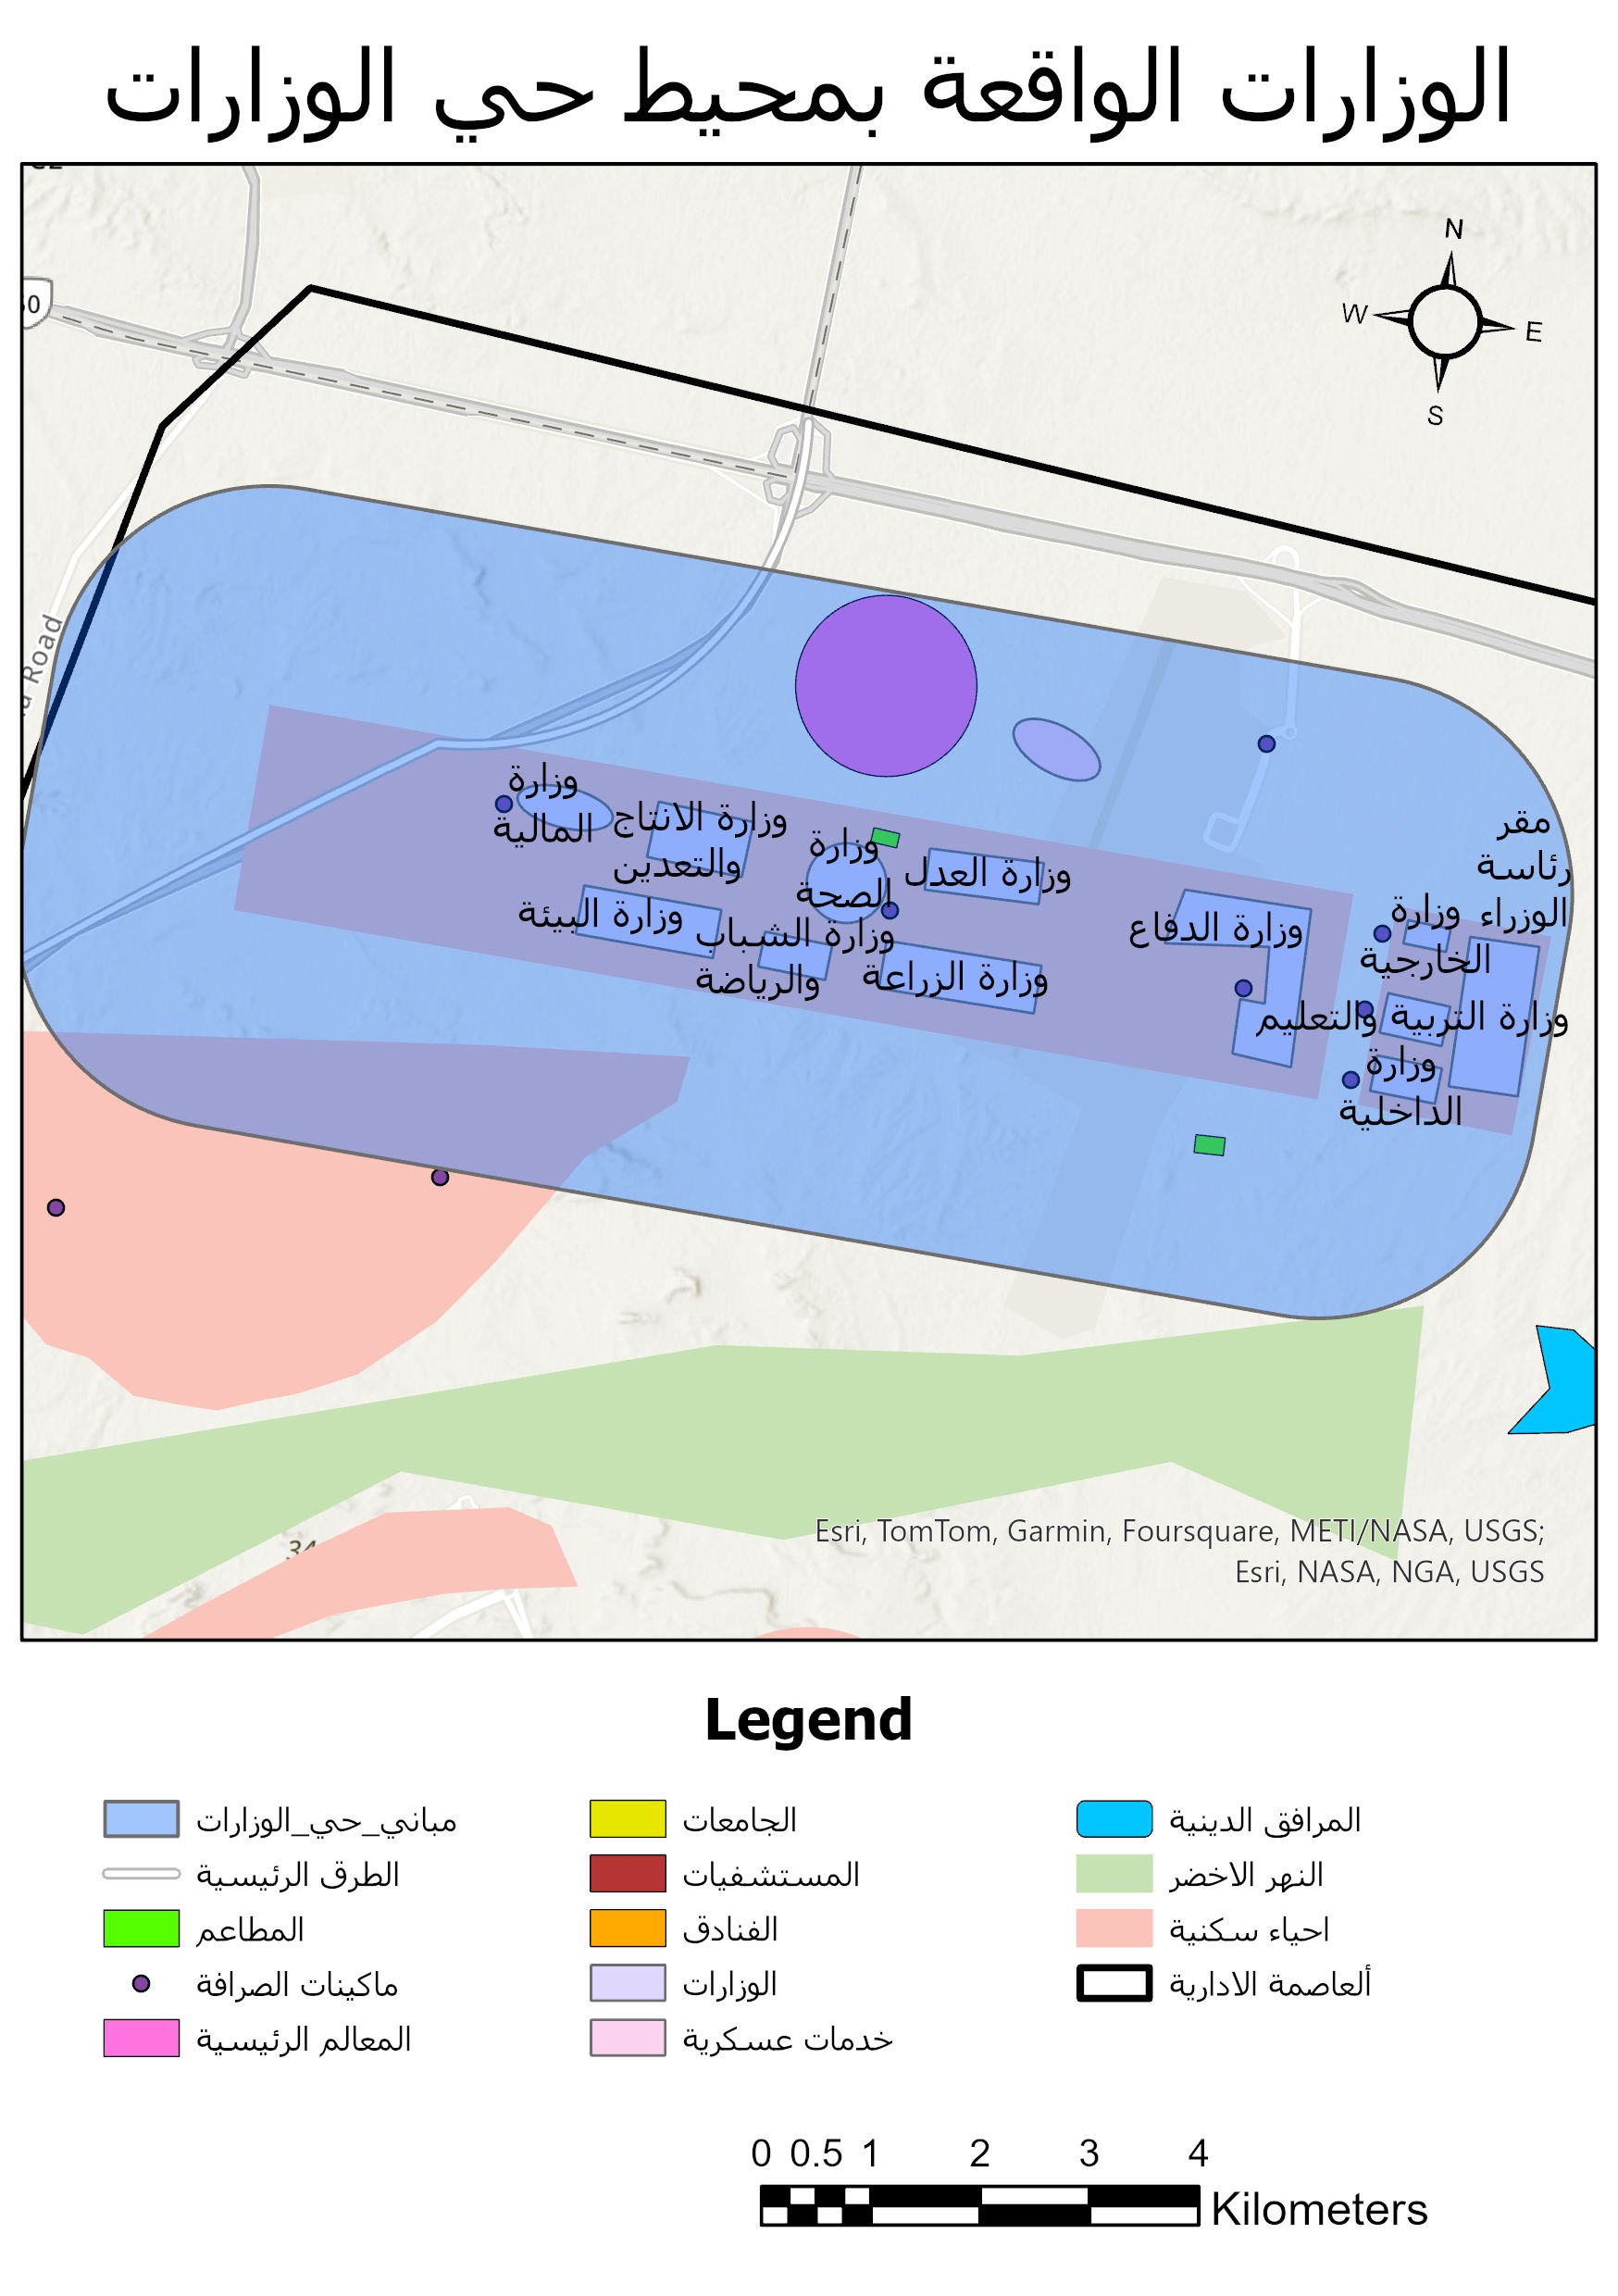 الوزارات الواقعة بمحيط حي الوزارات
N
W
E
S
Road
وزارة
المالية
وزارة الانتاج
والتعدين
وزارة
الصحة
وزارة العدل
وزارة البيئة
وزارة الشباب
والرياضة
وزارة الزراعة
وزارة الدفاع
مقر
رئاسة
الوزراء
وزارة
الخارجية
وزارة التربية والتعليم
وزارة
الداخلية
Esri, TomTom, Garmin, Foursquare, METI/NASA, USGS;
Esri, NASA, NGA, USGS
Legend
مباني_حي_الوزارات
الطرق الرئيسية
المطاعم
ماكينات الصرافة
المعالم الرئيسية
الجامعات
المستشفيات
الفنادق
الوزارات
خدمات عسكرية
المرافق الدينية
النهر الاخضر
احياء سكنية
ألعاصمة الادارية
0 0.5 1 2 3 4
Kilometers